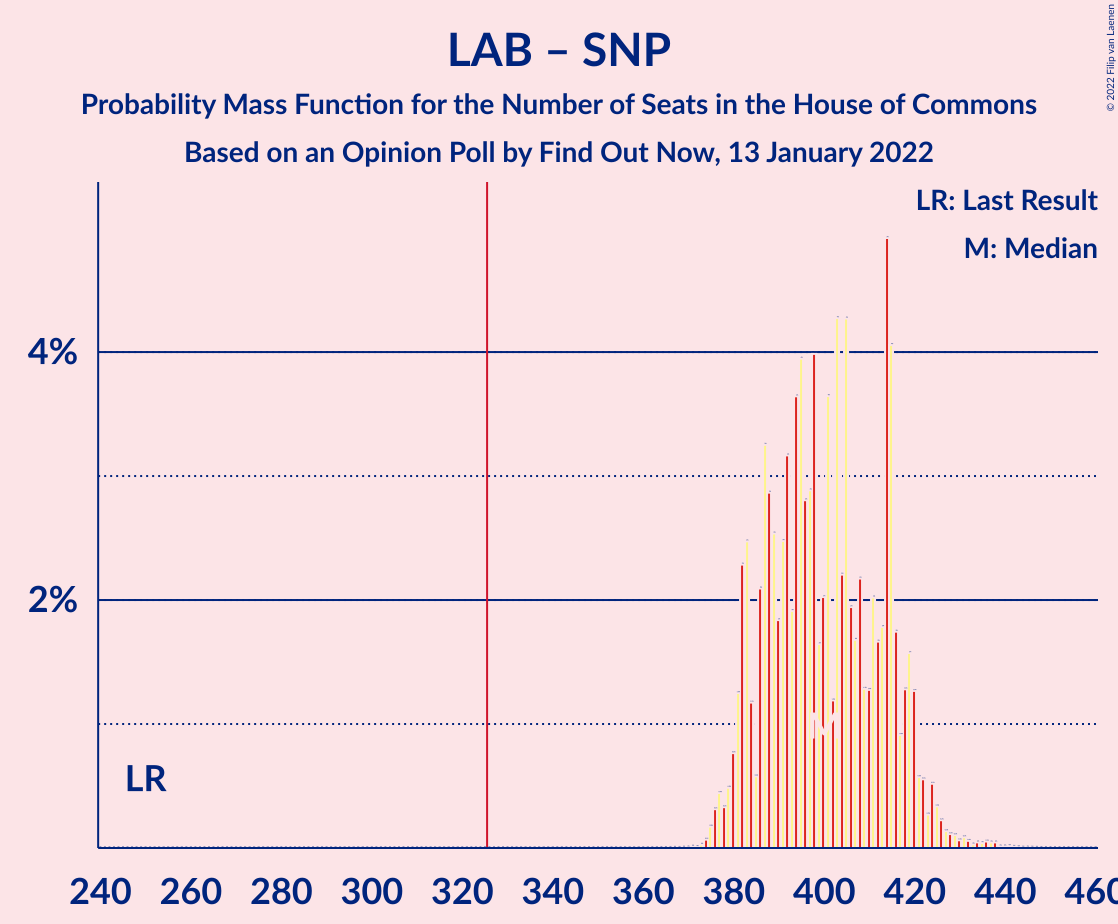 LAB – SNP
Probability Mass Function for the Number of Seats in the House of Commons
Based on an Opinion Poll by Find Out Now, 13 January 2022
© 2022 Filip van Laenen
LR: Last Result
M: Median
4%
2%
LR
M
240 260 280 300 320 340 360 380 400 420 440 460